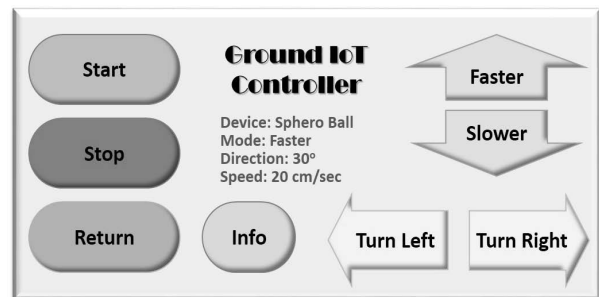 Start
Stop
Return
Ground IoT
Controller
Device: Sphero Ball
Mode: Faster
Direction: 30º
Speed: 20 cm/sec
Info
Faster
Slower
Turn Left
Turn Right